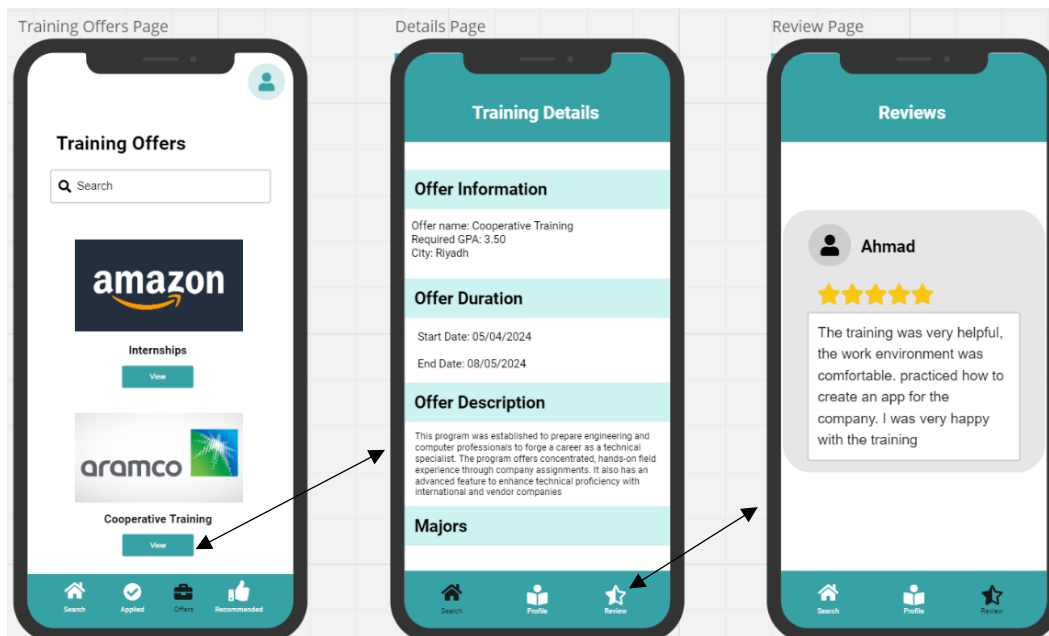 Training Offers Page
Training Offers
Search
amazon
Internships
View
aramco
Cooperative Training
View
Search
Applied
Offers
Recommanded
Details Page
Training Details
Offer Information
Offer name: Cooperative Training
Required GPA: 3.50
City: Riyadh
Offer Duration
Start Date: 05/04/2024
End Date: 08/05/2024
Offer Description
This program was established to prepare engineering and
computer professionals to forge a career as a technical
specialist. The program offers concentrated, hands-on field
experience through company assignments. It also has an
advanced feature to enhance technical proficiency with
international and vendor companies
Majors
Search
Profile
Review
Review Page
Reviews
Ahmad
The training was very helpful,
the work environment was
comfortable. practiced how to
create an app for the
company. I was very happy
with the training
Search
Profile
Review